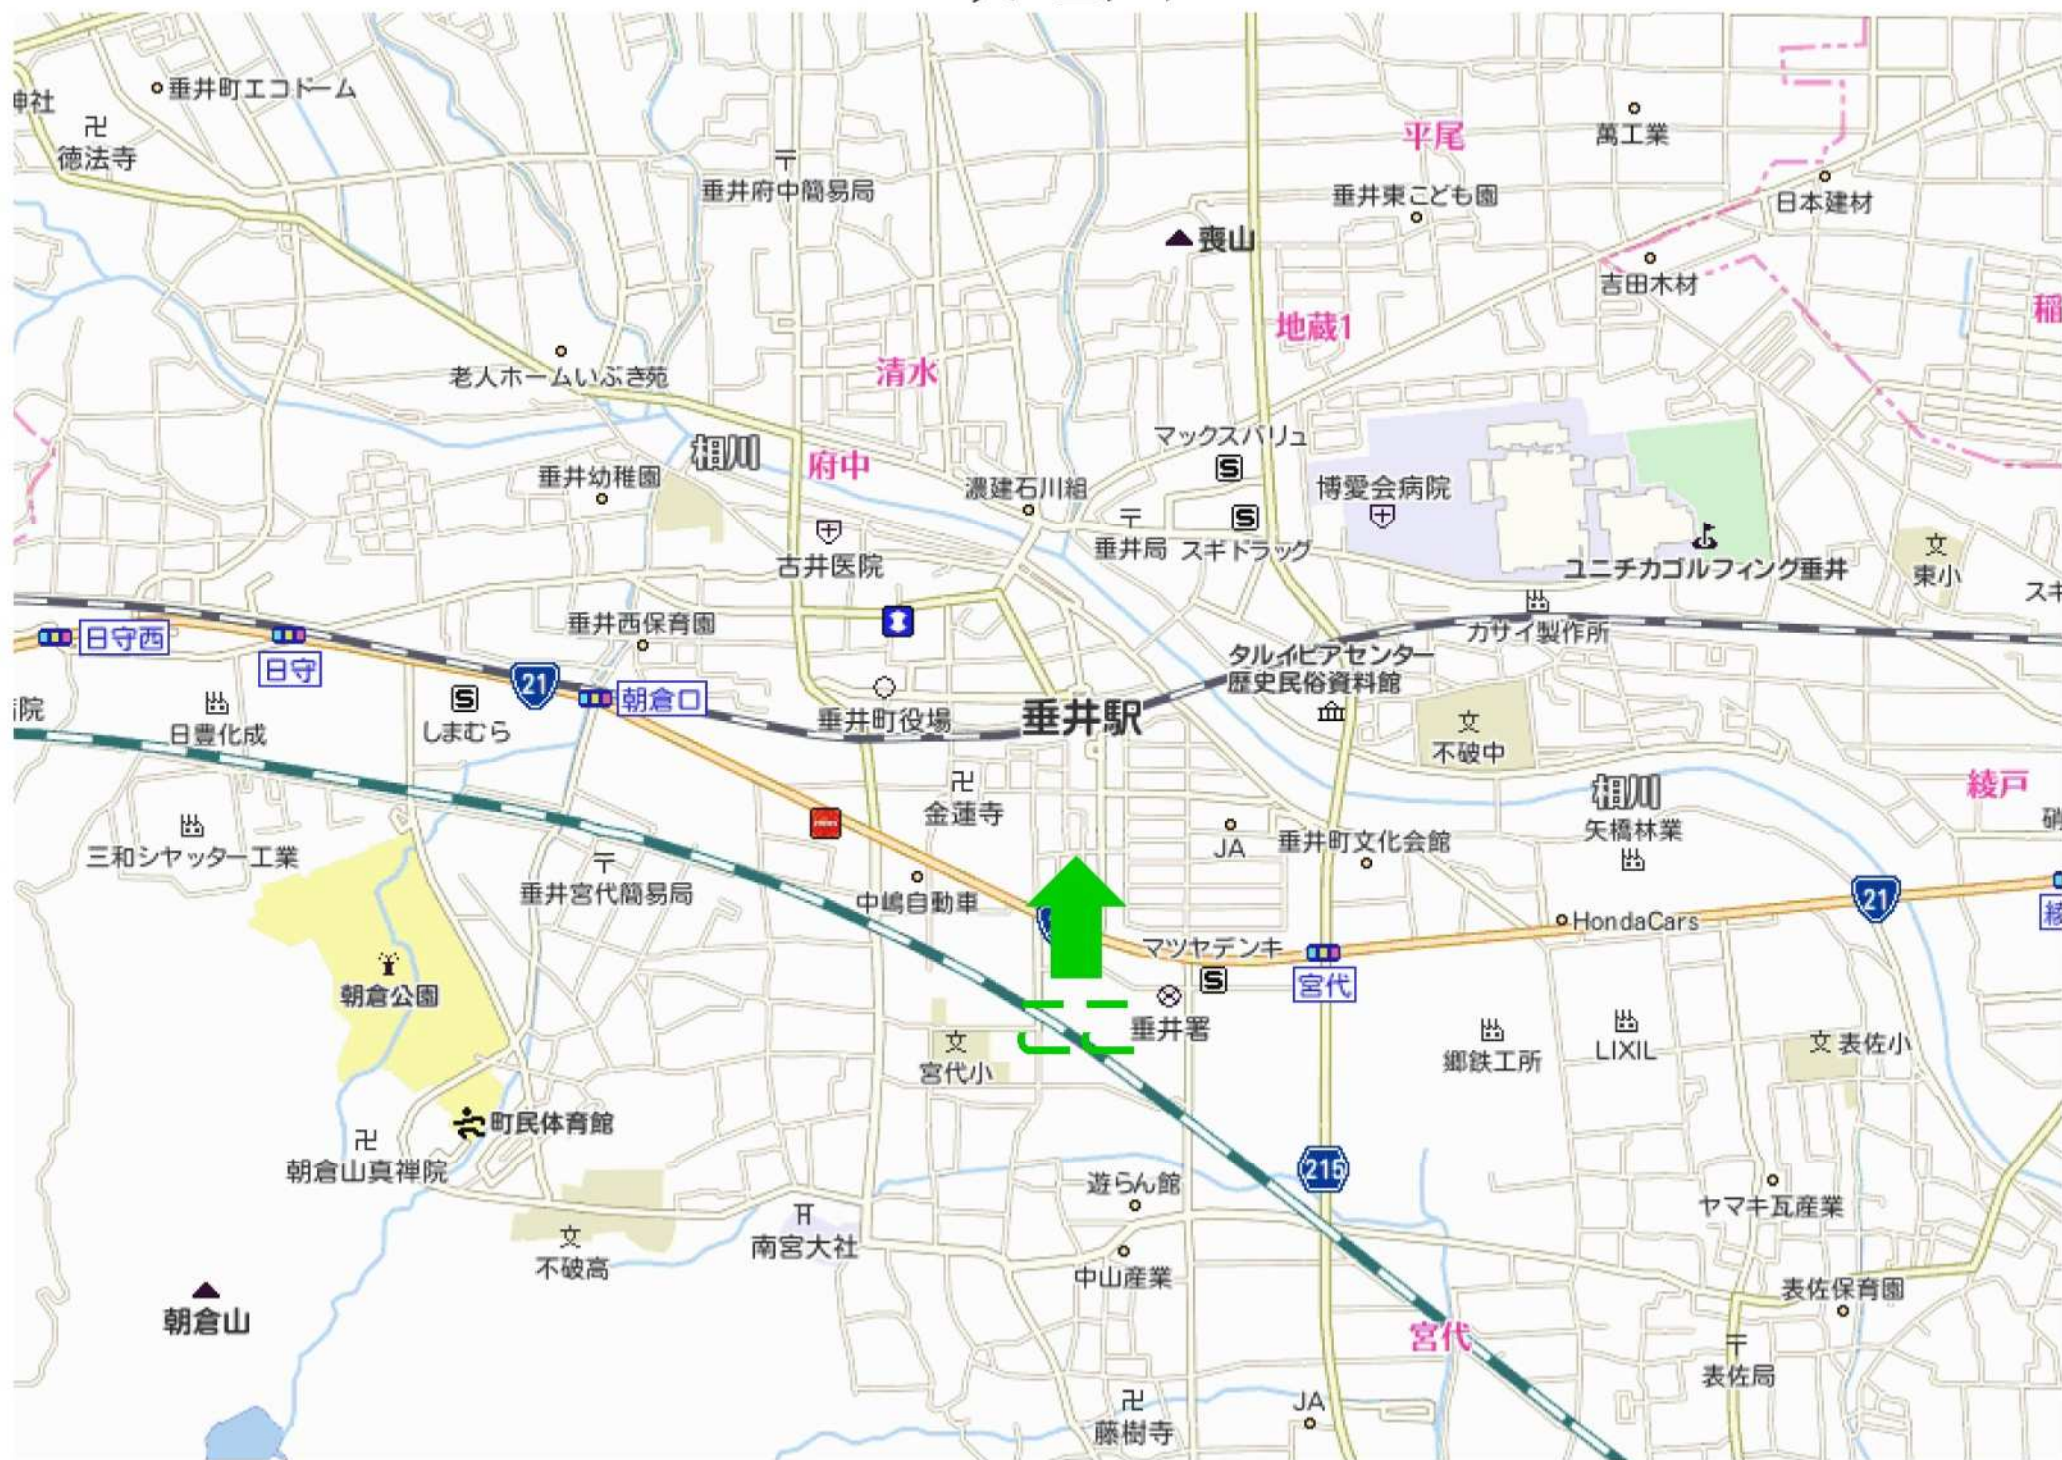 垂井町エコドーム
神社
徳法寺
平尾
萬工業
垂井府中簡易局
垂井東こども園
日本建材
喪山
吉田木材
稲
地蔵1
老人ホームいぶき苑
清水
マックスバリュ
相川
府中
垂井幼稚園
濃建石川組
博愛会病院
古井医院
垂井局
スギドラッグ
ユニチカゴルフィング垂井
東小
スギ
カサイ製作所
日守西
日守
垂井西保育園
タルイピアセンター
歴史民俗資料館
21
朝倉口
院
日豊化成
しまむら
垂井町役場
垂井駅
不破中
相川
綾戸
三和シヤッター工業
金蓮寺
JA
垂井町文化会館
矢橋林業
垂井宮代簡易局
中嶋自動車
21
HondaCars
マツヤデンキ
宮代
朝倉公園
垂井署
宮代小
郷鉄工所
LIXIL
表佐小
町民体育館
朝倉山真禅院
215
遊らん館
ヤマキ瓦産業
南宮大社
不破高
中山産業
表佐保育園
朝倉山
宮代
表佐局
JA
藤樹寺